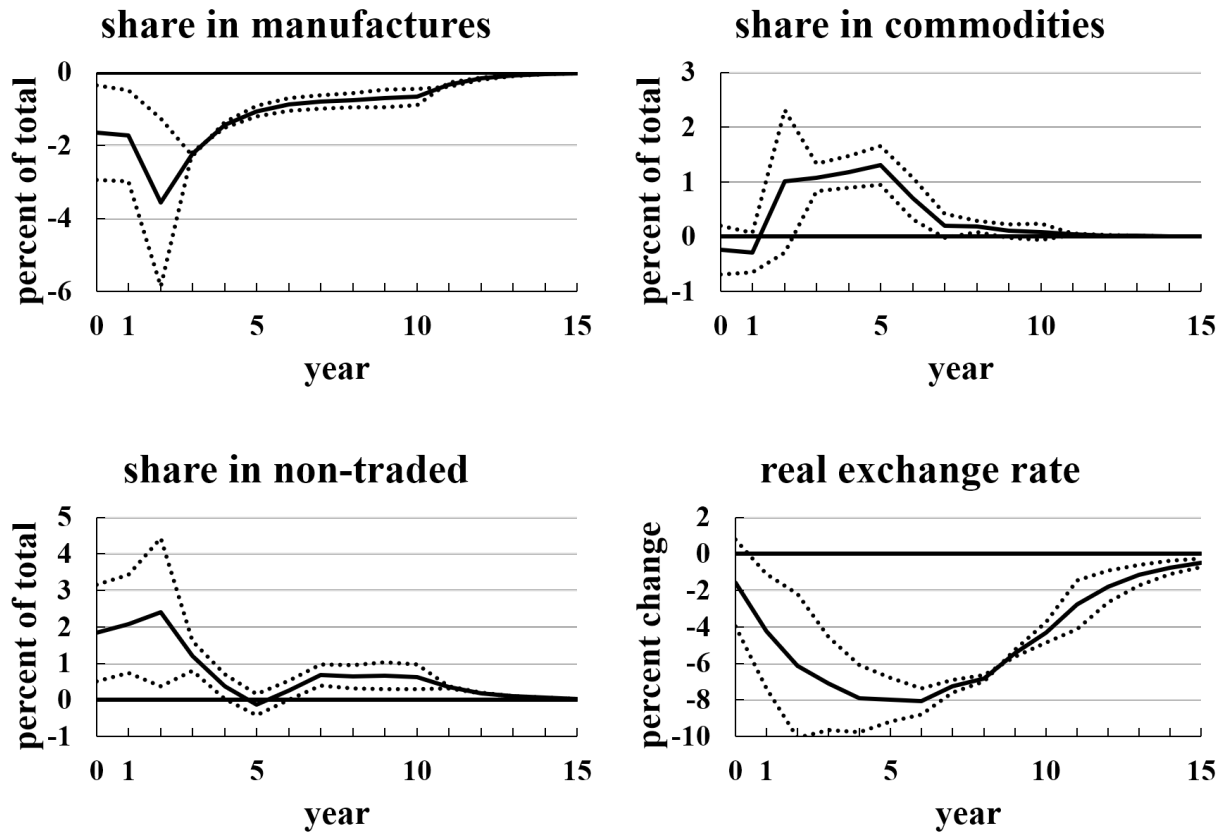 share in manufactures
percent of total
0
-2
-4
-6
0 1 5 10 15
year
share in commodities
percent of total
3
2
1
0
-1
0 1 5 10 15
year
share in non-traded
percent of total
5
4
3
2
1
0
-1
0 1 5 10 15
year
real exchange rate
percent change
2
0
-2
-4
-6
-8
-10
0 1 5 10 15
year